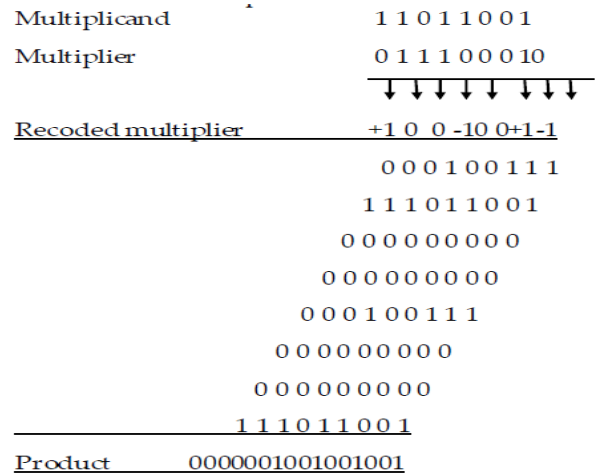 Multiplicand 1 1 0 1 1 0 0 1
Multiplier 0 1 1 1 0 0 0 10
Recoded multiplier +1 0 0 -10 0+1-1
0 0 0 1 0 0 1 1 1
1 1 1 0 1 1 0 0 1
0 0 0 0 0 0 0 0 0
0 0 0 0 0 0 0 0 0
0 0 0 1 0 0 1 1 1
0 0 0 0 0 0 0 0 0
0 0 0 0 0 0 0 0 0
1 1 1 0 1 1 0 0 1
Product 0000001001001001